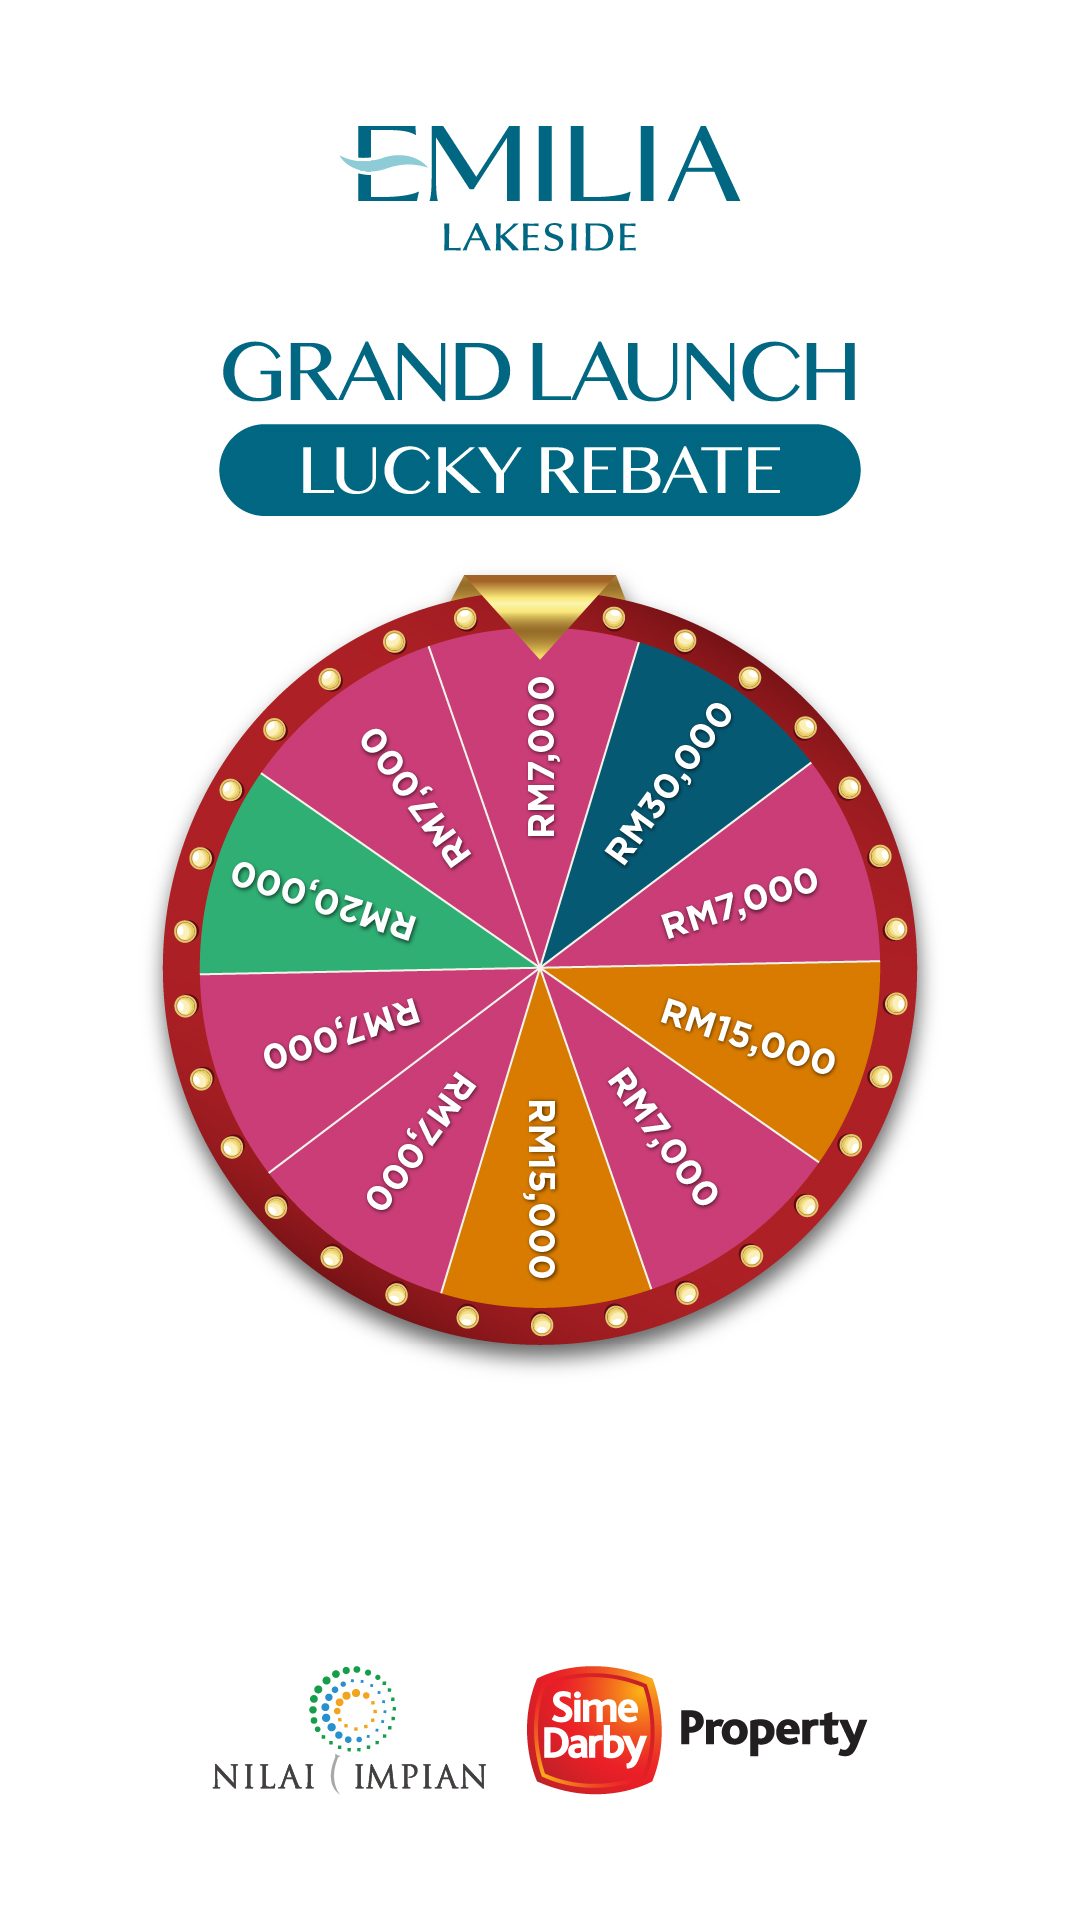 EMILIA
LAKESIDE
GRAND LAUNCH
LUCKY REBATE
RM7,000
RM30,000
RM7,000
RM15,000
RM7,000
RM15,000
RM7,000
RM7,000
RM20,000
RM7,000
NILAI IMPIAN
Sime
Darby
Property